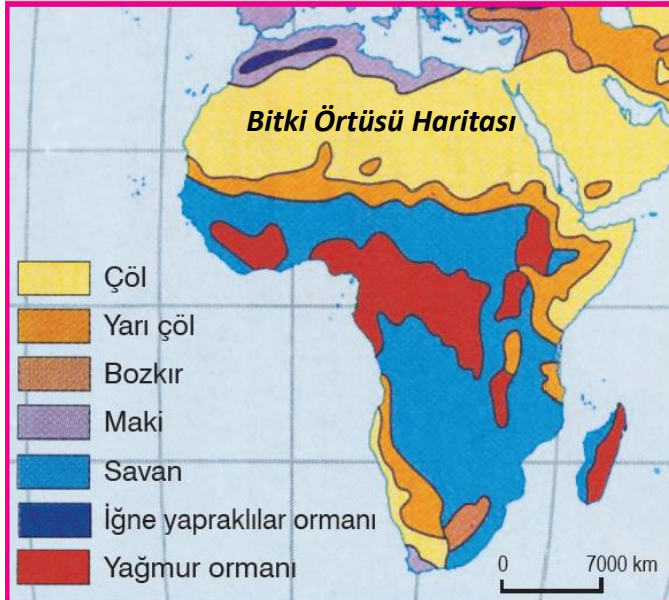 Bitki Örtüsü Haritası
Çöl
Yarı çöl
Bozkır
Maki
Savan
İğne yapraklılar ormanı
Yağmur ormanı
0 7000 km